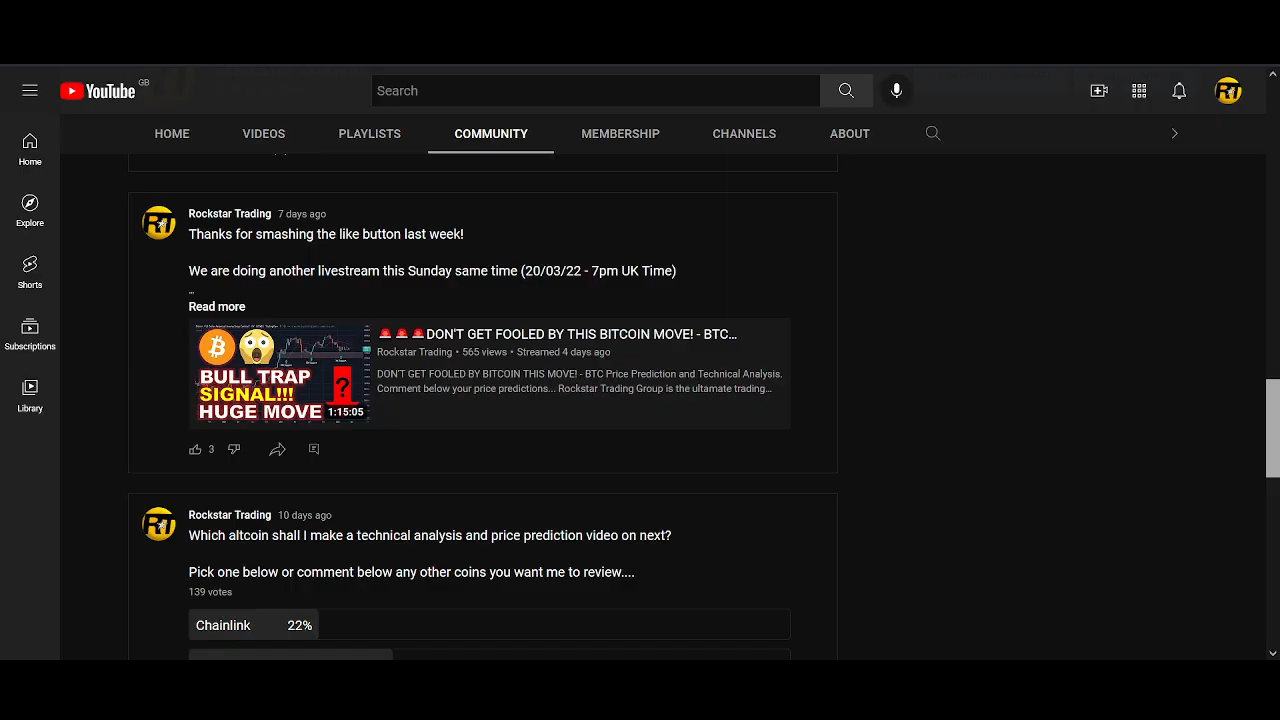 YouTube GB
Search
HOME VIDEOS PLAYLISTS COMMUNITY MEMBERSHIP CHANNELS ABOUT
Home
Explore
Shorts
Subscriptions
Library
Rockstar Trading 7 days ago
Thanks for smashing the like button last week!
We are doing another livestream this Sunday same time (20/03/22 - 7pm UK Time)
...
Read more
BULL TRAP
SIGNAL!!!
HUGE MOVE
?
1:15:05
🚨🚨🚨DON'T GET FOOLED BY THIS BITCOIN MOVE! - BTC...
Rockstar Trading • 565 views • Streamed 4 days ago
DON'T GET FOOLED BY BITCOIN THIS MOVE! - BTC Price Prediction and Technical Analysis.
Comment below your price predictions... Rockstar Trading Group is the ultamate trading...
3
Rockstar Trading 10 days ago
Which altcoin shall I make a technical analysis and price prediction video on next?
Pick one below or comment below any other coins you want me to review....
139 votes
Chainlink 22%